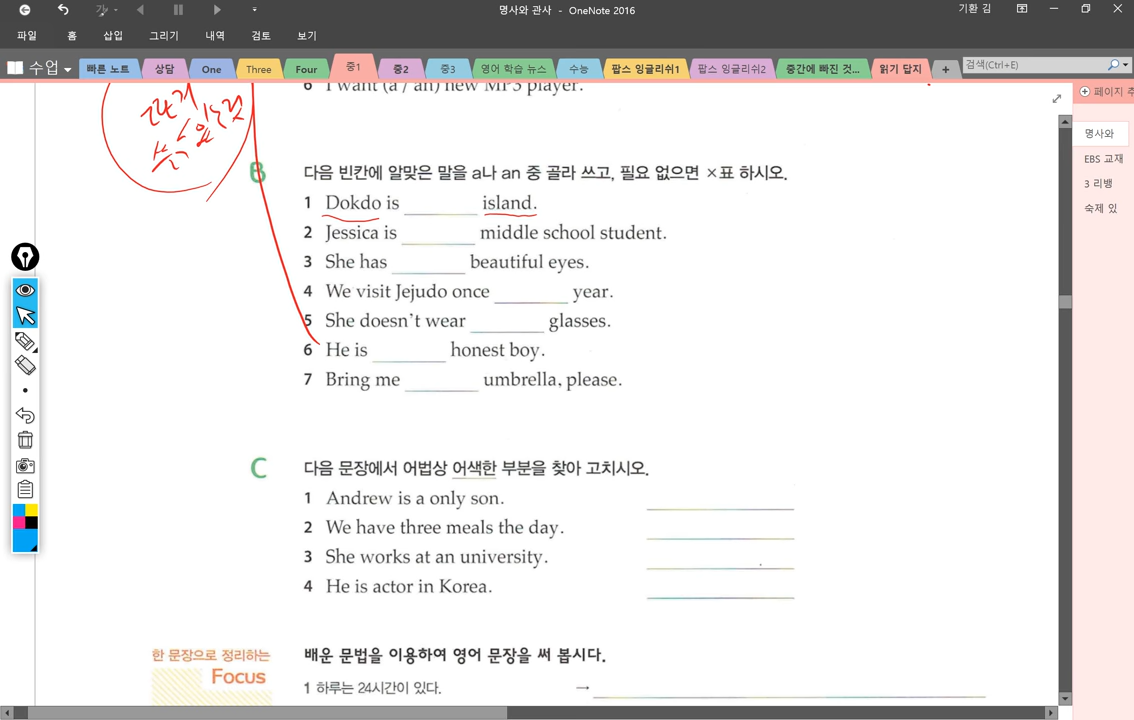 명사와 관사 - OneNote 2016
기환 김
파일 홈 삽입 그리기 내역 검토 보기
수업 빠른 노트 상담 One Three Four 중1 중2 중3 영어 학습 뉴스 수능 팝스 잉글리쉬1 팝스 잉글리쉬2 중간에 빠진 것... 읽기 답지 + 검색(Ctrl+E)
페이지 추
명사와
EBS 교재
3 리뱅
숙제 있
6 I want (a / an) new MP3 player.
B 다음 빈칸에 알맞은 말을 a나 an 중 골라 쓰고, 필요 없으면 ×표 하시오.
1 Dokdo is ______ island.
2 Jessica is ______ middle school student.
3 She has ______ beautiful eyes.
4 We visit Jejudo once ______ year.
5 She doesn't wear ______ glasses.
6 He is ______ honest boy.
7 Bring me ______ umbrella, please.
C 다음 문장에서 어법상 어색한 부분을 찾아 고치시오.
1 Andrew is a only son.
2 We have three meals the day.
3 She works at an university.
4 He is actor in Korea.
한 문장으로 정리하는
Focus
배운 문법을 이용하여 영어 문장을 써 봅시다.
1 하루는 24시간이 있다. →